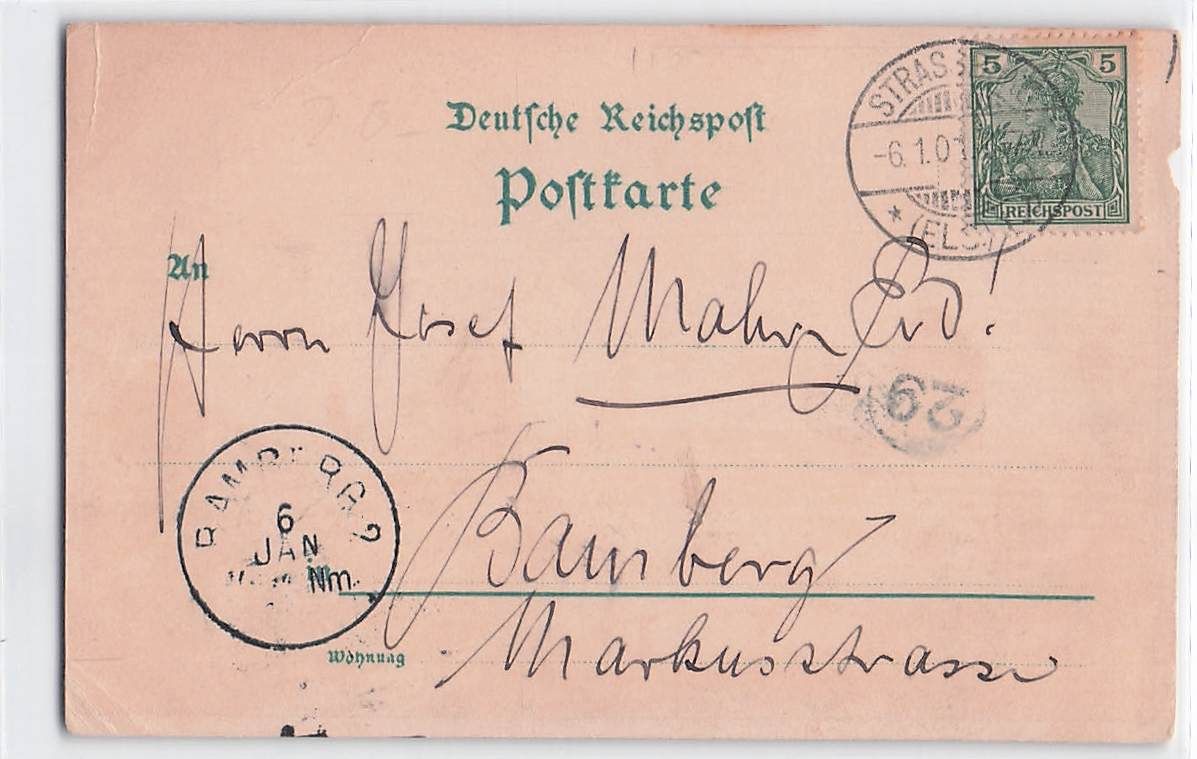 Deutsche Reichspost
Postkarte
5 5
REICHSPOST
STRASS
-6.1.01
* (ELS.)
An
Herrn Josef Mahr
29
BAMBERG 2
6
JAN
Nm.
Bamberg
Wohnung
Markusstrasse